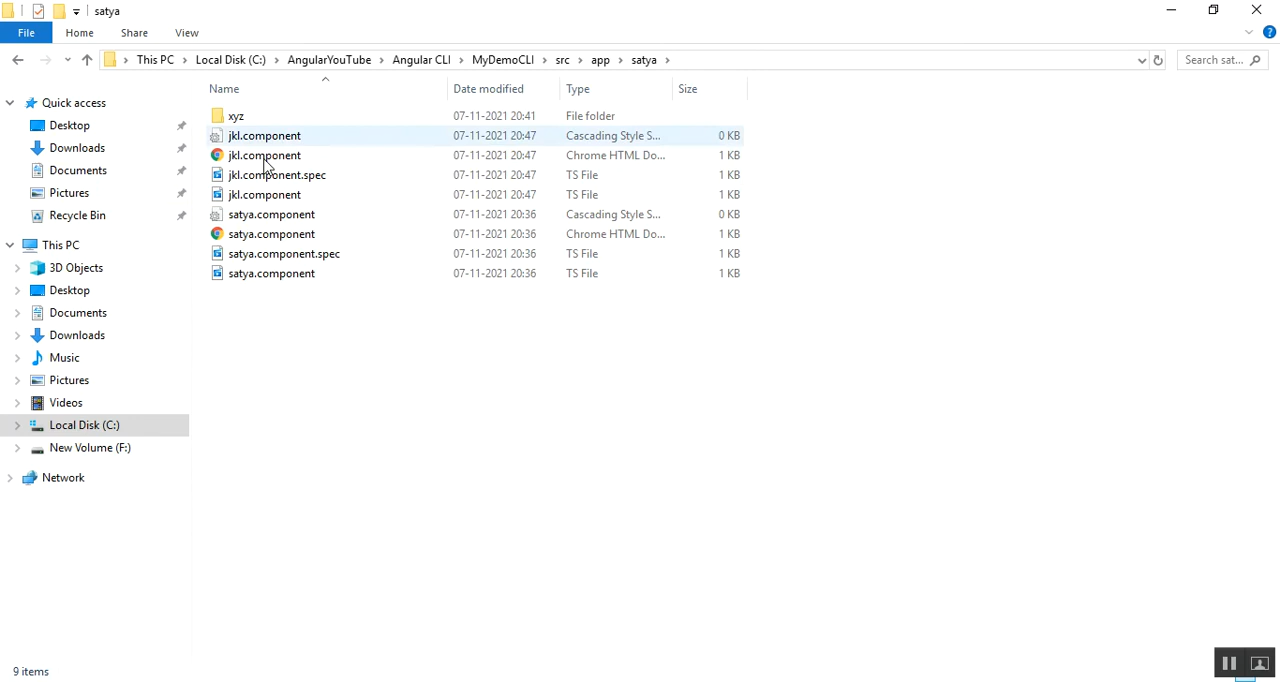 satya
File Home Share View
This PC > Local Disk (C:) > AngularYouTube > Angular CLI > MyDemoCLI > src > app > satya >
Search sat...
Name Date modified Type Size
Quick access
Desktop
Downloads
Documents
Pictures
Recycle Bin
This PC
3D Objects
Desktop
Documents
Downloads
Music
Pictures
Videos
Local Disk (C:)
New Volume (F:)
Network
xyz 07-11-2021 20:41 File folder
jkl.component 07-11-2021 20:47 Cascading Style S... 0 KB
jkl.component 07-11-2021 20:47 Chrome HTML Do... 1 KB
jkl.component.spec 07-11-2021 20:47 TS File 1 KB
jkl.component 07-11-2021 20:47 TS File 1 KB
satya.component 07-11-2021 20:36 Cascading Style S... 0 KB
satya.component 07-11-2021 20:36 Chrome HTML Do... 1 KB
satya.component.spec 07-11-2021 20:36 TS File 1 KB
satya.component 07-11-2021 20:36 TS File 1 KB
9 items